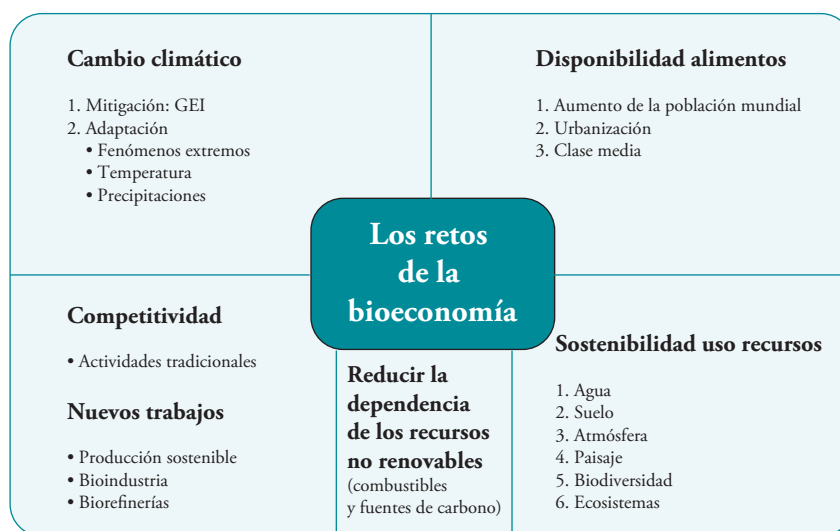 Cambio climático
1. Mitigación: GEI
2. Adaptación
• Fenómenos extremos
• Temperatura
• Precipitaciones
Disponibilidad alimentos
1. Aumento de la población mundial
2. Urbanización
3. Clase media
Los retos
de la
bioeconomía
Competitividad
• Actividades tradicionales
Nuevos trabajos
• Producción sostenible
• Bioindustria
• Biorefinerías
Reducir la
dependencia
de los recursos
no renovables
(combustibles
y fuentes de carbono)
Sostenibilidad uso recursos
1. Agua
2. Suelo
3. Atmósfera
4. Paisaje
5. Biodiversidad
6. Ecosistemas